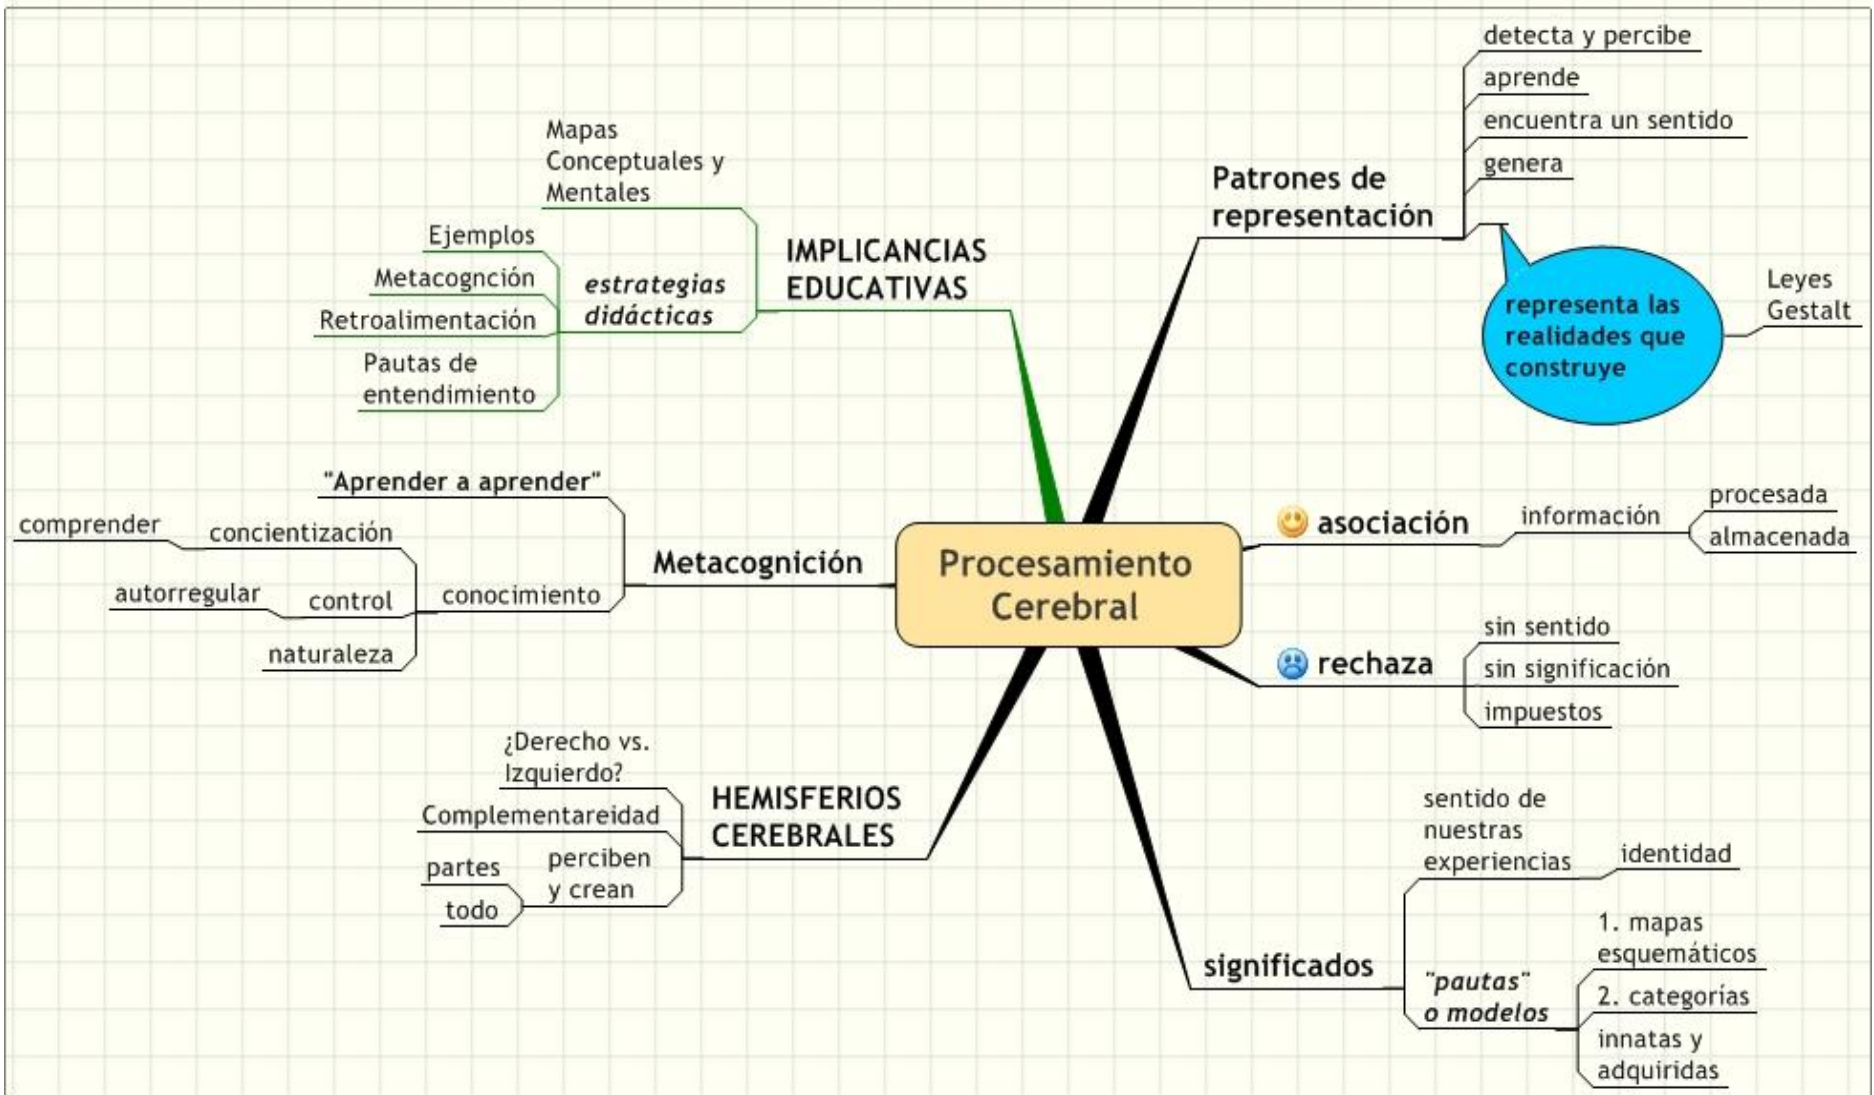 Procesamiento
Cerebral
Patrones de
representación
detecta y percibe
aprende
encuentra un sentido
genera
representa las
realidades que
construye
Leyes
Gestalt
asociación
información
procesada
almacenada
rechaza
sin sentido
sin significación
impuestos
significados
sentido de
nuestras
experiencias
identidad
"pautas"
o modelos
1. mapas
esquemáticos
2. categorías
innatas y
adquiridas
IMPLICANCIAS
EDUCATIVAS
Mapas
Conceptuales y
Mentales
estrategias
didácticas
Ejemplos
Metacognción
Retroalimentación
Pautas de
entendimiento
Metacognición
"Aprender a aprender"
conocimiento
concientización
comprender
control
autorregular
naturaleza
HEMISFERIOS
CEREBRALES
¿Derecho vs.
Izquierdo?
Complementareidad
perciben
y crean
partes
todo